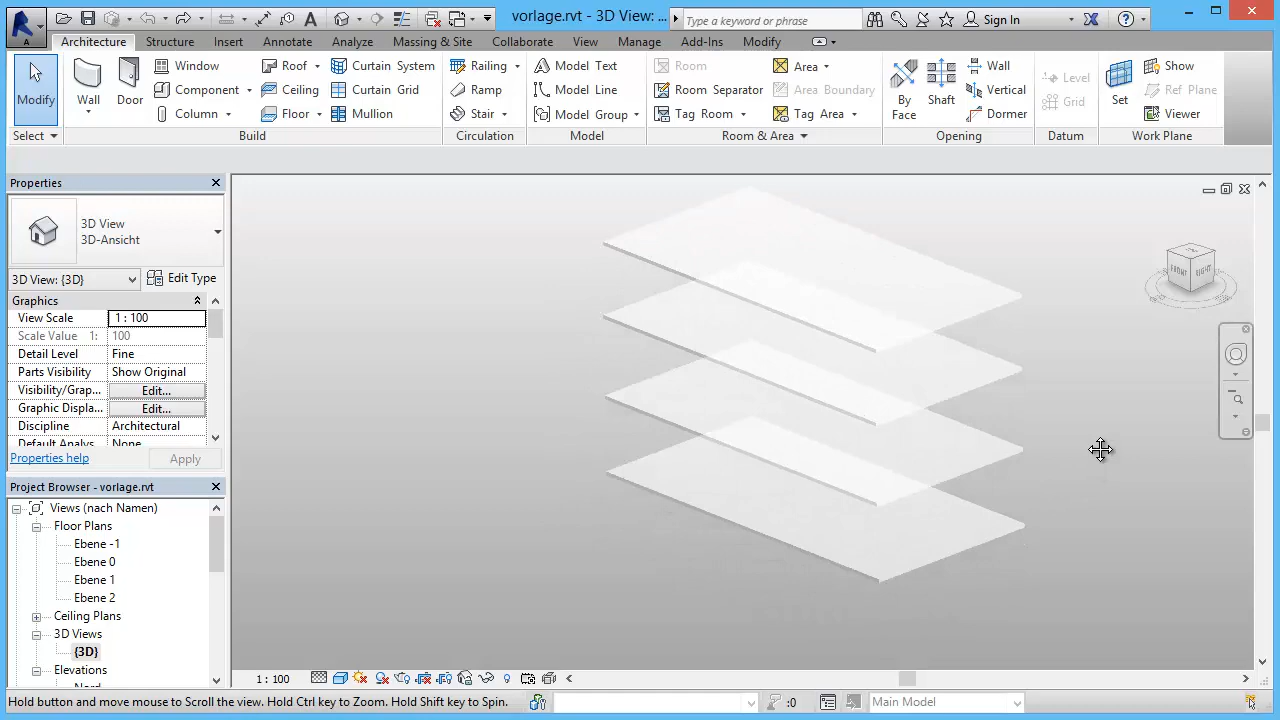 vorlage.rvt - 3D View: ...
Type a keyword or phrase
Sign In
A
Architecture
Structure
Insert
Annotate
Analyze
Massing & Site
Collaborate
View
Manage
Add-Ins
Modify
Modify
Wall
Door
Window
Component
Column
Roof
Ceiling
Floor
Curtain System
Curtain Grid
Mullion
Railing
Ramp
Stair
Model Text
Model Line
Model Group
Room
Room Separator
Tag Room
Area
Area Boundary
Tag Area
By Face
Shaft
Wall
Vertical
Dormer
Level
Grid
Set
Show
Ref Plane
Viewer
Select
Build
Circulation
Model
Room & Area
Opening
Datum
Work Plane
Properties
3D View
3D-Ansicht
3D View: {3D}
Edit Type
Graphics
View Scale
1 : 100
Scale Value 1:
100
Detail Level
Fine
Parts Visibility
Show Original
Visibility/Grap...
Edit...
Graphic Displa...
Edit...
Discipline
Architectural
Default Analys
None
Properties help
Apply
Project Browser - vorlage.rvt
Views (nach Namen)
Floor Plans
Ebene -1
Ebene 0
Ebene 1
Ebene 2
Ceiling Plans
3D Views
{3D}
Elevations
Nord
FRONT
RIGHT
1 : 100
Hold button and move mouse to Scroll the view. Hold Ctrl key to Zoom. Hold Shift key to Spin.
:0
Main Model